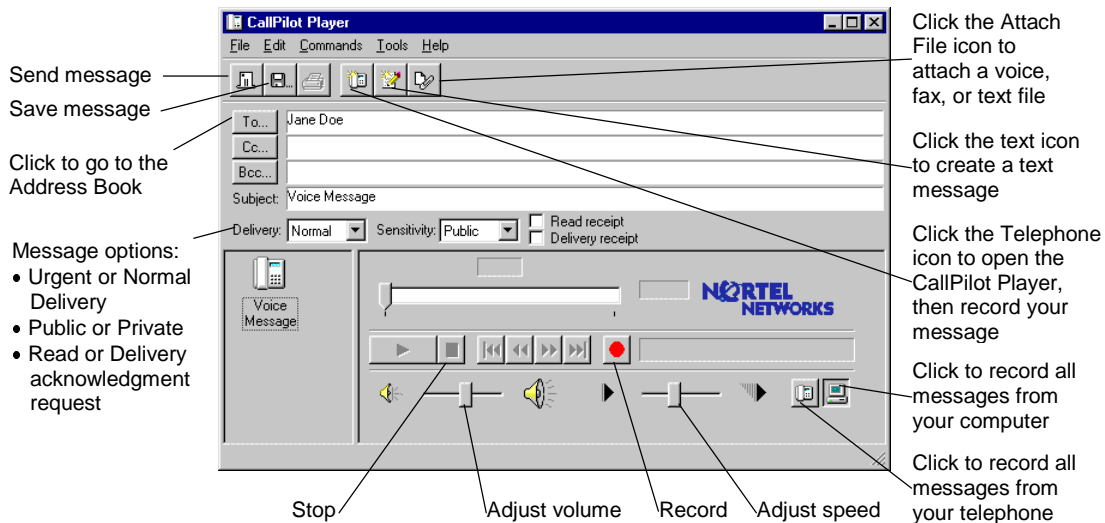 CallPilot Player
File Edit Commands Tools Help
Send message
Save message
Click to go to the
Address Book
Message options:
• Urgent or Normal
Delivery
• Public or Private
• Read or Delivery
acknowledgment
request
To... Jane Doe
Cc...
Bcc...
Subject: Voice Message
Delivery: Normal Sensitivity: Public
Read receipt
Delivery receipt
Voice
Message
NORTEL
NETWORKS
Click the Attach
File icon to
attach a voice,
fax, or text file
Click the text icon
to create a text
message
Click the Telephone
icon to open the
CallPilot Player,
then record your
message
Click to record all
messages from
your computer
Click to record all
messages from
your telephone
Stop Adjust volume Record Adjust speed